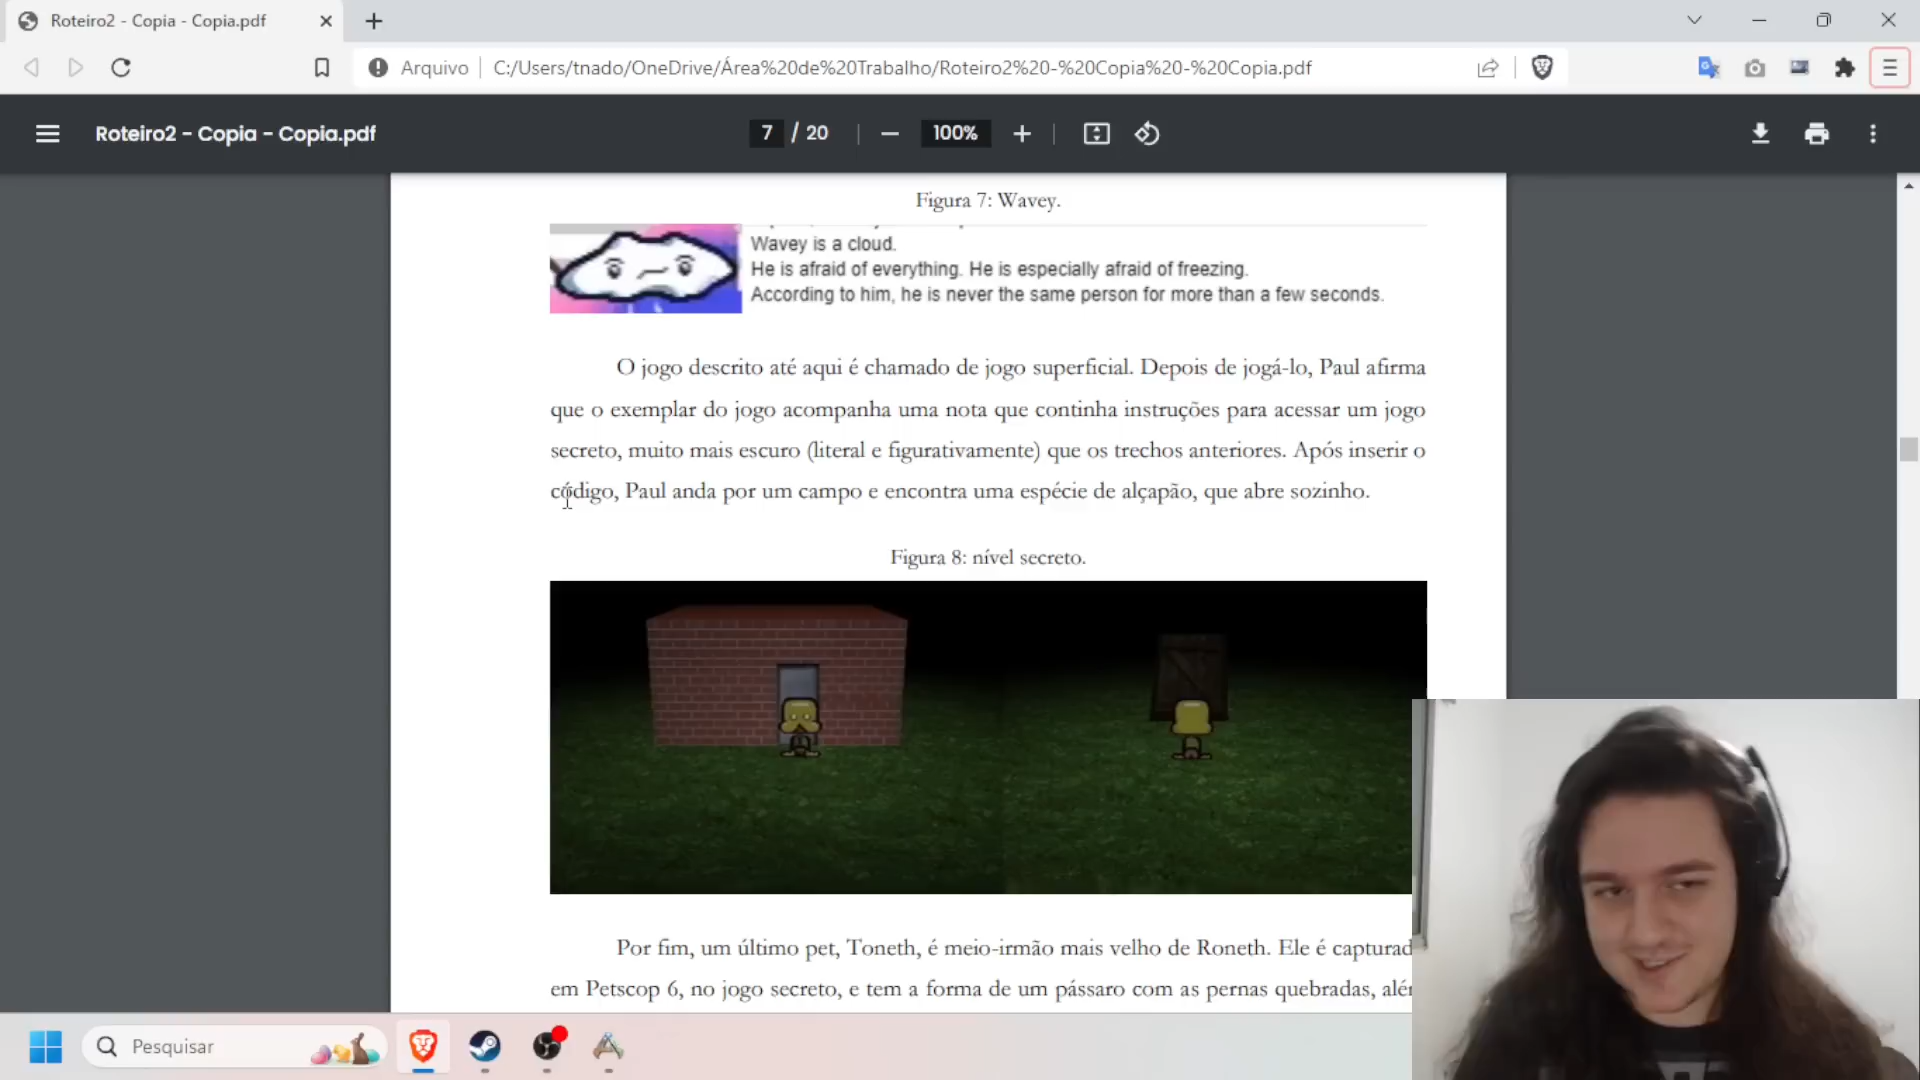 Roteiro2 - Copia - Copia.pdf
Arquivo
C:/Users/tnado/OneDrive/Área%20de%20Trabalho/Roteiro2%20-%20Copia%20-%20Copia.pdf
Roteiro2 - Copia - Copia.pdf
7 / 20
100%
Figura 7: Wavey.
Wavey is a cloud.
He is afraid of everything. He is especially afraid of freezing.
According to him, he is never the same person for more than a few seconds.
O jogo descrito até aqui é chamado de jogo superficial. Depois de jogá-lo, Paul afirma
que o exemplar do jogo acompanha uma nota que continha instruções para acessar um jogo
secreto, muito mais escuro (literal e figurativamente) que os trechos anteriores. Após inserir o
código, Paul anda por um campo e encontra uma espécie de alçapão, que abre sozinho.
Figura 8: nível secreto.
Por fim, um último pet, Toneth, é meio-irmão mais velho de Roneth. Ele é capturad
em Petscop 6, no jogo secreto, e tem a forma de um pássaro com as pernas quebradas, alé
Pesquisar